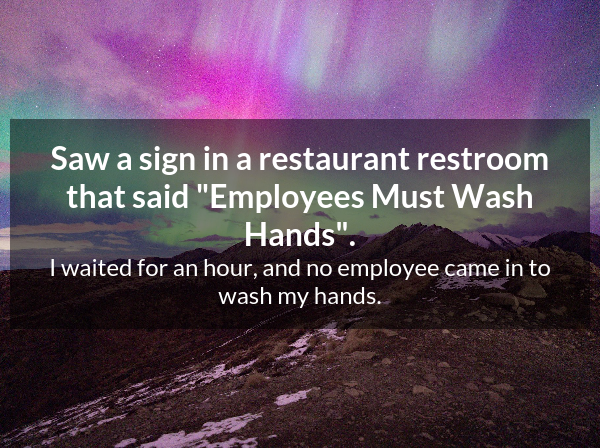 Saw a sign in a restaurant restroom
that said "Employees Must Wash
Hands".
I waited for an hour, and no employee came in to
wash my hands.